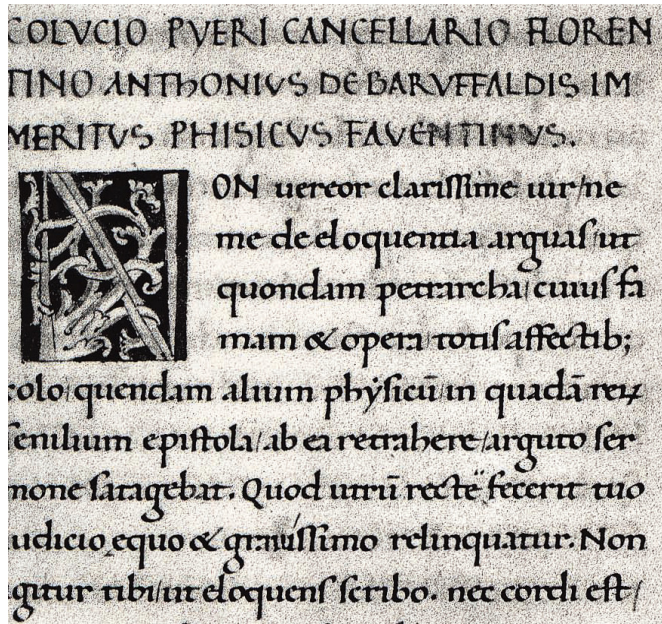 COLVCIO PVERI CANCELLARIO FLOREN
TINO ANTHONIVS DE BARVFFALDIS IM
MERITVS PHISICVS FAVENTINVS.
NON uereor clarissime uir/ne
me de eloquentia arguas/ut
quondam petrarcha/cuius fa
mam & opera totis affectib;
colo/quendam alium phẏsicū in quadā reꝝ
senilium epistola/ab ea retrahere/arguto ser
mone satagebat. Quod utrū recte fecerit tuo
iudicio equo & grauissimo relinquatur. Non
igitur tibi/ut eloquens scribo. nec cordi est/